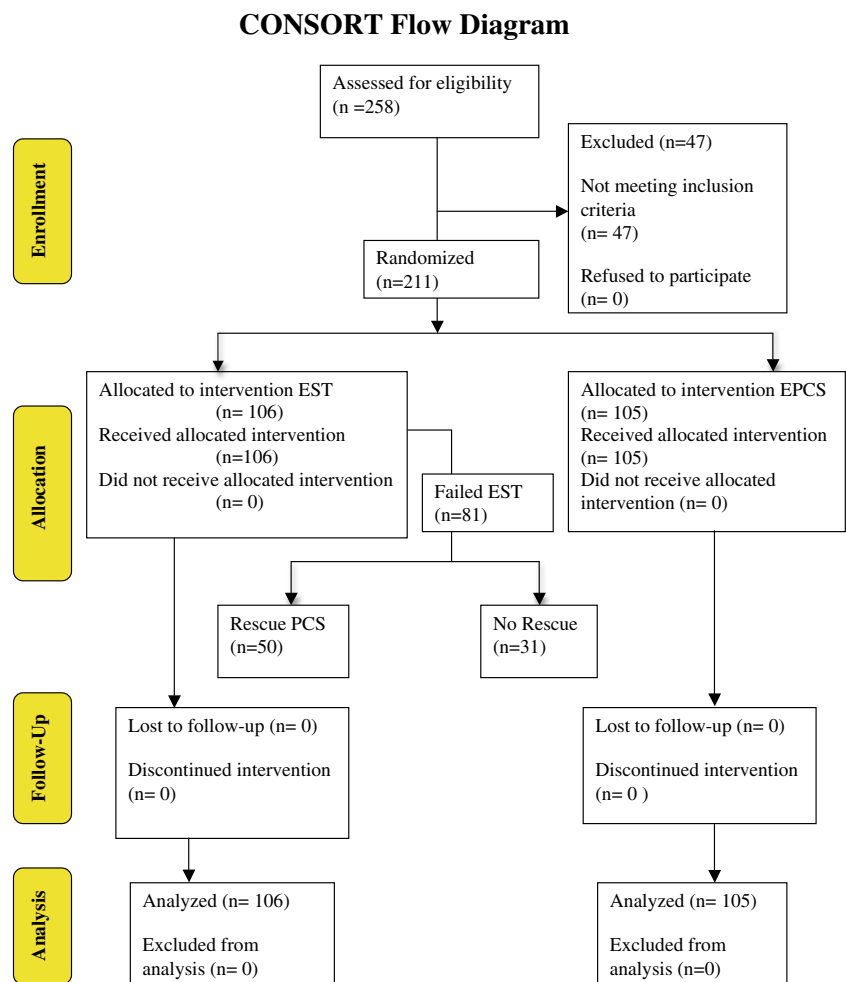 CONSORT Flow Diagram
Assessed for eligibility
(n =258)
Enrollment
Excluded (n=47)
Not meeting inclusion
criteria
(n= 47)
Refused to participate
(n= 0)
Randomized
(n=211)
Allocation
Allocated to intervention EST
(n= 106)
Received allocated intervention
(n=106)
Did not receive allocated intervention
(n= 0)
Failed EST
(n=81)
Allocated to intervention EPCS
(n= 105)
Received allocated intervention
(n= 105)
Did not receive allocated
intervention (n= 0)
Rescue PCS
(n=50)
No Rescue
(n=31)
Follow-Up
Lost to follow-up (n= 0)
Discontinued intervention
(n= 0)
Lost to follow-up (n= 0)
Discontinued intervention
(n= 0 )
Analysis
Analyzed (n= 106)
Excluded from
analysis (n= 0)
Analyzed (n= 105)
Excluded from
analysis (n=0)